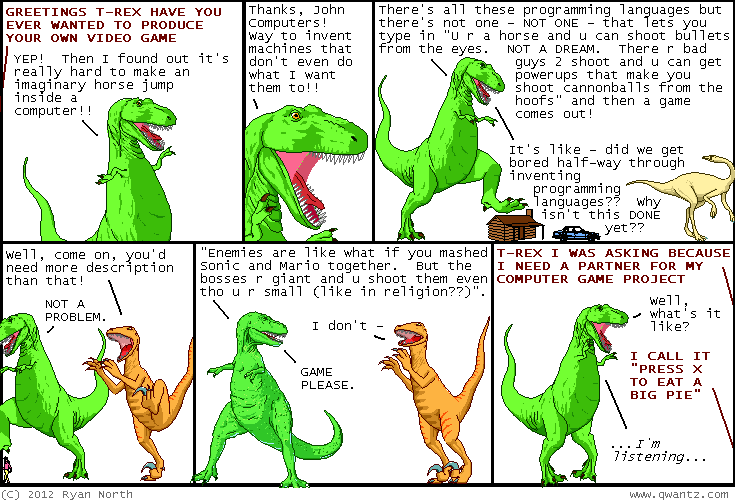 GREETINGS T-REX HAVE YOU
EVER WANTED TO PRODUCE
YOUR OWN VIDEO GAME
YEP!  Then I found out it's
really hard to make an
imaginary horse jump
inside a
computer!!
Thanks, John
Computers!
Way to invent
machines that
don't even do
what I want
them to!!
There's all these programming languages but
there's not one - NOT ONE - that lets you
type in "U r a horse and u can shoot bullets
from the eyes.  NOT A DREAM.  There r bad
guys 2 shoot and u can get
powerups that make you
shoot cannonballs from the
hoofs" and then a game
comes out!
It's like - did we get
bored half-way through
inventing
programming
languages??  Why
isn't this DONE
yet??
Well, come on, you'd
need more description
than that!
NOT A
PROBLEM.
"Enemies are like what if you mashed
Sonic and Mario together.  But the
bosses r giant and u shoot them even
tho u r small (like in religion??)".
I don't -
GAME
PLEASE.
T-REX I WAS ASKING BECAUSE
I NEED A PARTNER FOR MY
COMPUTER GAME PROJECT
Well,
what's it
like?
I CALL IT
"PRESS X
TO EAT A
BIG PIE"
...I'm
listening...
(C) 2012 Ryan North
www.qwantz.com